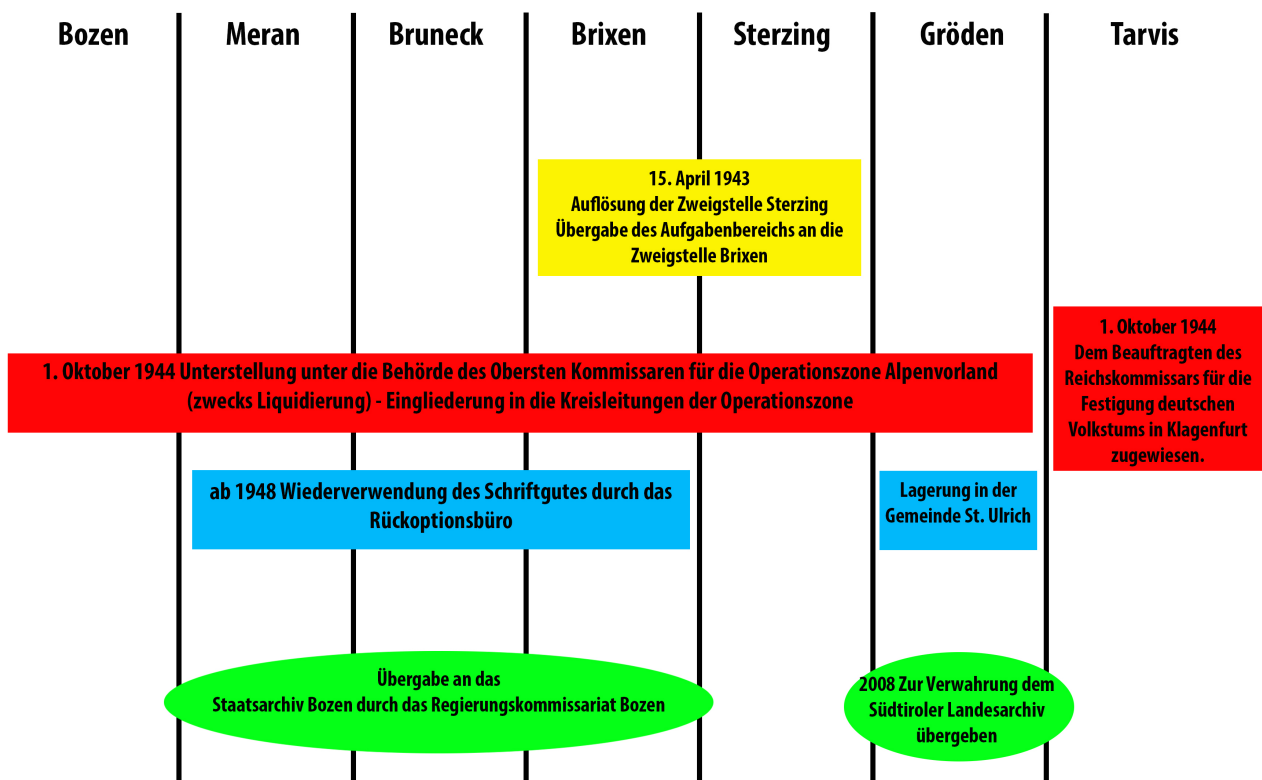 Bozen
Meran
Bruneck
Brixen
Sterzing
Gröden
Tarvis
15. April 1943
Auflösung der Zweigstelle Sterzing
Übergabe des Aufgabenbereichs an die
Zweigstelle Brixen
1. Oktober 1944 Unterstellung unter die Behörde des Obersten Kommissaren für die Operationszone Alpenvorland
(zwecks Liquidierung) - Eingliederung in die Kreisleitungen der Operationszone
1. Oktober 1944
Dem Beauftragten des
Reichskommissars für die
Festigung deutschen
Volkstums in Klagenfurt
zugewiesen.
ab 1948 Wiederverwendung des Schriftgutes durch das
Rückoptionsbüro
Lagerung in der
Gemeinde St. Ulrich
Übergabe an das
Staatsarchiv Bozen durch das Regierungskommissariat Bozen
2008 Zur Verwahrung dem
Südtiroler Landesarchiv
übergeben